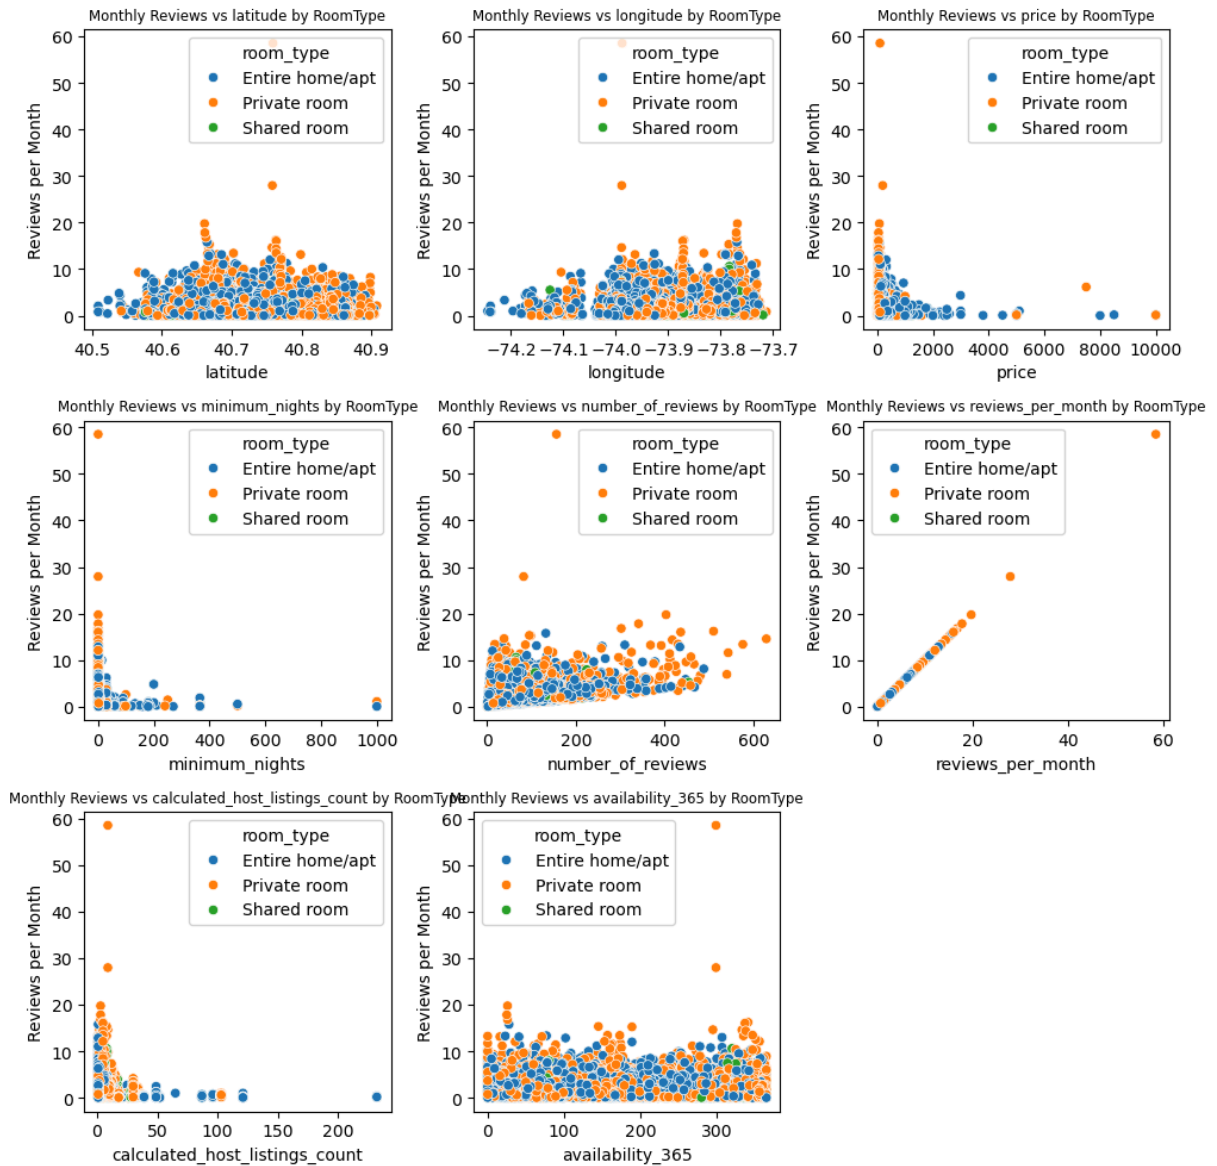 Monthly Reviews vs latitude by RoomType
Reviews per Month
60
50
40
30
20
10
0
room_type
Entire home/apt
Private room
Shared room
40.5 40.6 40.7 40.8 40.9
latitude
Monthly Reviews vs longitude by RoomType
Reviews per Month
60
50
40
30
20
10
0
room_type
Entire home/apt
Private room
Shared room
−74.2 −74.1 −74.0 −73.9 −73.8 −73.7
longitude
Monthly Reviews vs price by RoomType
Reviews per Month
60
50
40
30
20
10
0
room_type
Entire home/apt
Private room
Shared room
0 2000 4000 6000 8000 10000
price
Monthly Reviews vs minimum_nights by RoomType
Reviews per Month
60
50
40
30
20
10
0
room_type
Entire home/apt
Private room
Shared room
0 200 400 600 800 1000
minimum_nights
Monthly Reviews vs number_of_reviews by RoomType
Reviews per Month
60
50
40
30
20
10
0
room_type
Entire home/apt
Private room
Shared room
0 200 400 600
number_of_reviews
Monthly Reviews vs reviews_per_month by RoomType
Reviews per Month
60
50
40
30
20
10
0
room_type
Entire home/apt
Private room
Shared room
0 20 40 60
reviews_per_month
Monthly Reviews vs calculated_host_listings_count by RoomType
Reviews per Month
60
50
40
30
20
10
0
room_type
Entire home/apt
Private room
Shared room
0 50 100 150 200
calculated_host_listings_count
Monthly Reviews vs availability_365 by RoomType
Reviews per Month
60
50
40
30
20
10
0
room_type
Entire home/apt
Private room
Shared room
0 100 200 300
availability_365